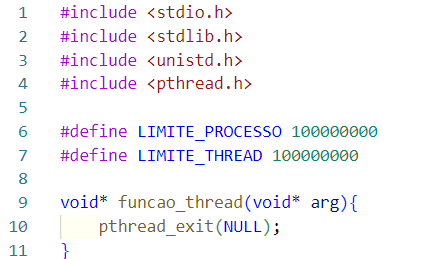 1 #include <stdio.h>
2 #include <stdlib.h>
3 #include <unistd.h>
4 #include <pthread.h>
5
6 #define LIMITE_PROCESSO 100000000
7 #define LIMITE_THREAD 100000000
8
9 void* funcao_thread(void* arg){
10     pthread_exit(NULL);
11 }